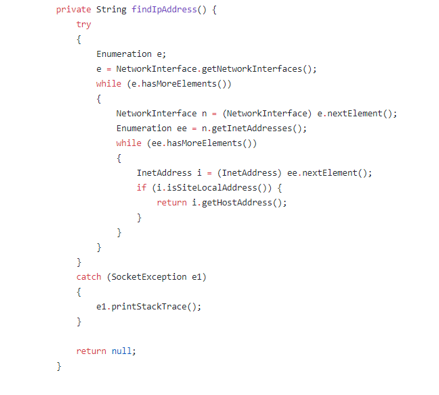 private String findIpAddress() {
    try
    {
        Enumeration e;
        e = NetworkInterface.getNetworkInterfaces();
        while (e.hasMoreElements())
        {
            NetworkInterface n = (NetworkInterface) e.nextElement();
            Enumeration ee = n.getInetAddresses();
            while (ee.hasMoreElements())
            {
                InetAddress i = (InetAddress) ee.nextElement();
                if (i.isSiteLocalAddress()) {
                    return i.getHostAddress();
                }
            }
        }
    }
    catch (SocketException e1)
    {
        e1.printStackTrace();
    }

    return null;
}